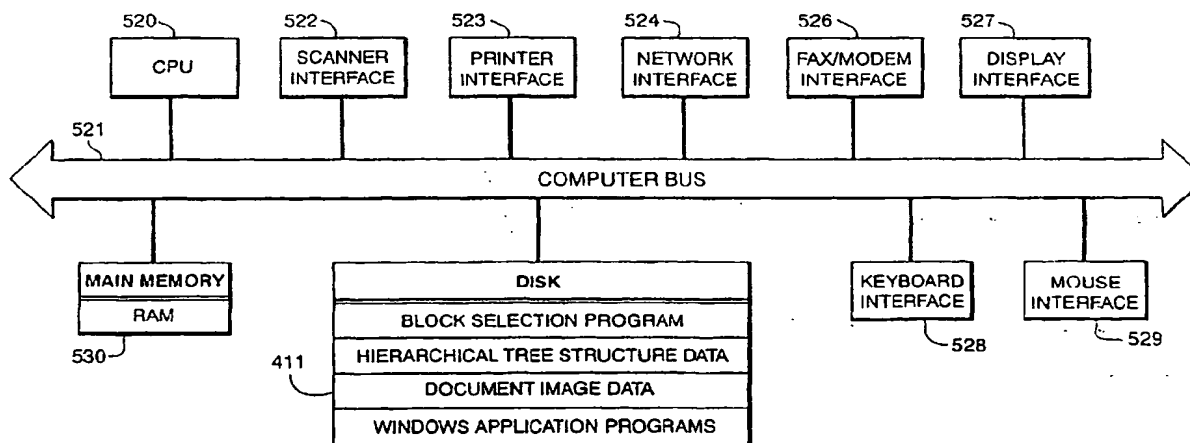 520
522
523
524
526
527
CPU
SCANNER
INTERFACE
PRINTER
INTERFACE
NETWORK
INTERFACE
FAX/MODEM
INTERFACE
DISPLAY
INTERFACE
521
COMPUTER BUS
MAIN MEMORY
RAM
530
DISK
BLOCK SELECTION PROGRAM
HIERARCHICAL TREE STRUCTURE DATA
DOCUMENT IMAGE DATA
WINDOWS APPLICATION PROGRAMS
411
KEYBOARD
INTERFACE
528
MOUSE
INTERFACE
529